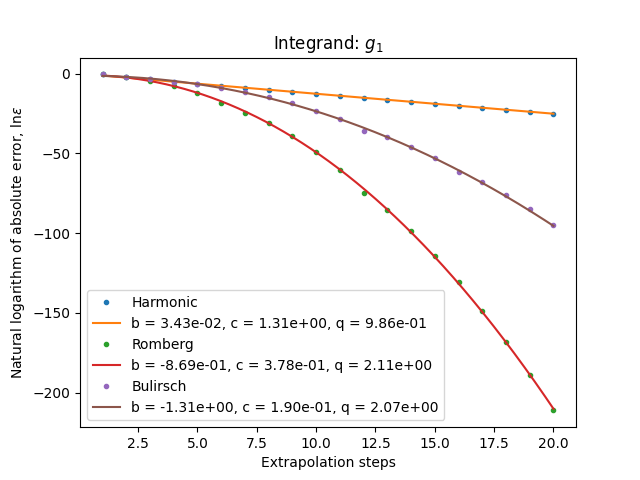 Integrand: g₁
Natural logarithm of absolute error, lnε
0
−50
−100
−150
−200
Harmonic
b = 3.43e-02, c = 1.31e+00, q = 9.86e-01
Romberg
b = -8.69e-01, c = 3.78e-01, q = 2.11e+00
Bulirsch
b = -1.31e+00, c = 1.90e-01, q = 2.07e+00
2.5 5.0 7.5 10.0 12.5 15.0 17.5 20.0
Extrapolation steps